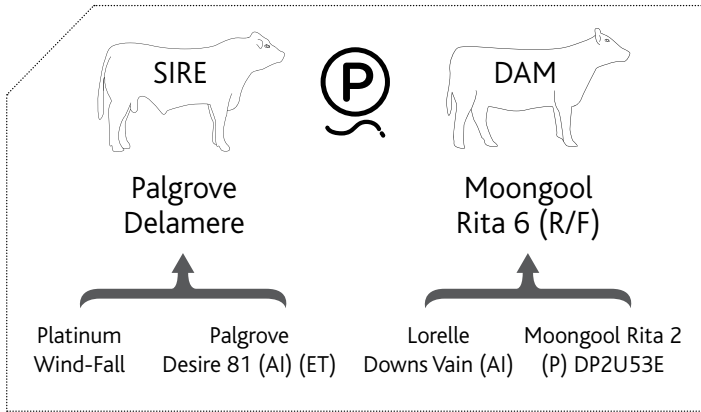 SIRE
P
DAM
Palgrove
Delamere
Moongool
Rita 6 (R/F)
Platinum
Wind-Fall
Palgrove
Desire 81 (AI) (ET)
Lorelle
Downs Vain (AI)
Moongool Rita 2
(P) DP2U53E